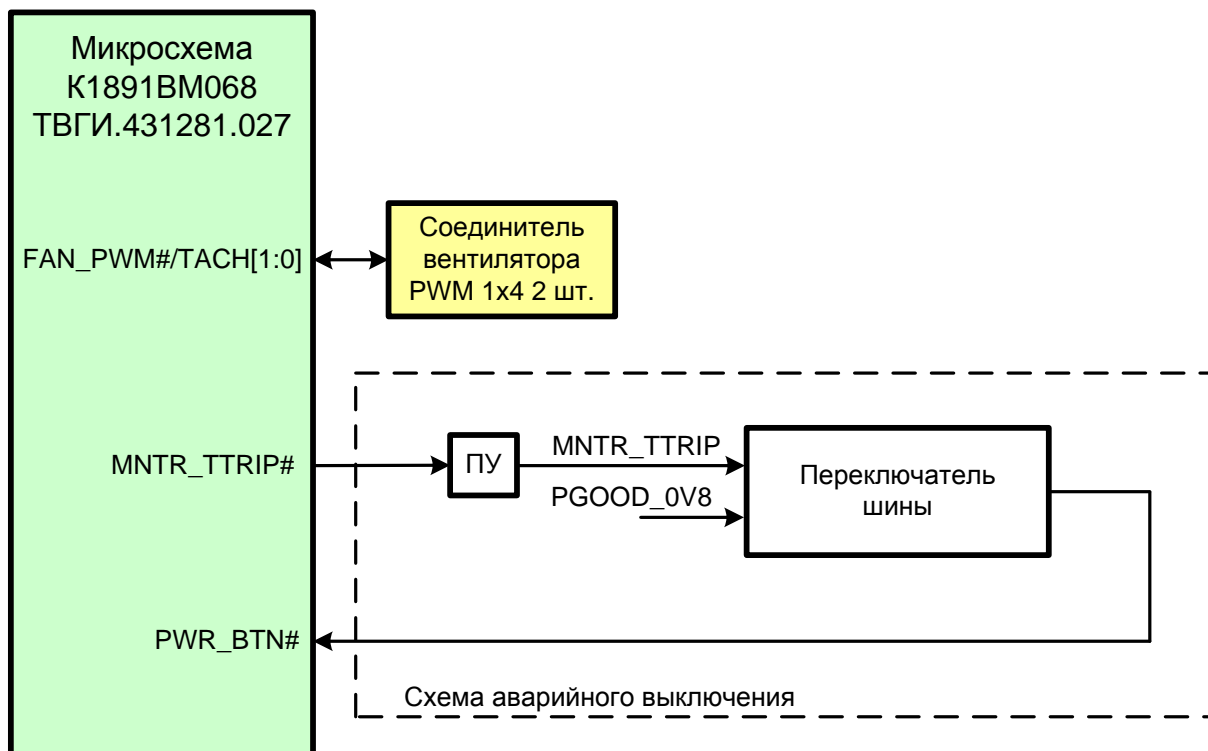 Микросхема
К1891ВМ068
ТВГИ.431281.027
FAN_PWM#/TACH[1:0]
Соединитель
вентилятора
PWM 1x4 2 шт.
MNTR_TTRIP#
ПУ
MNTR_TTRIP
PGOOD_0V8
Переключатель
шины
PWR_BTN#
Схема аварийного выключения